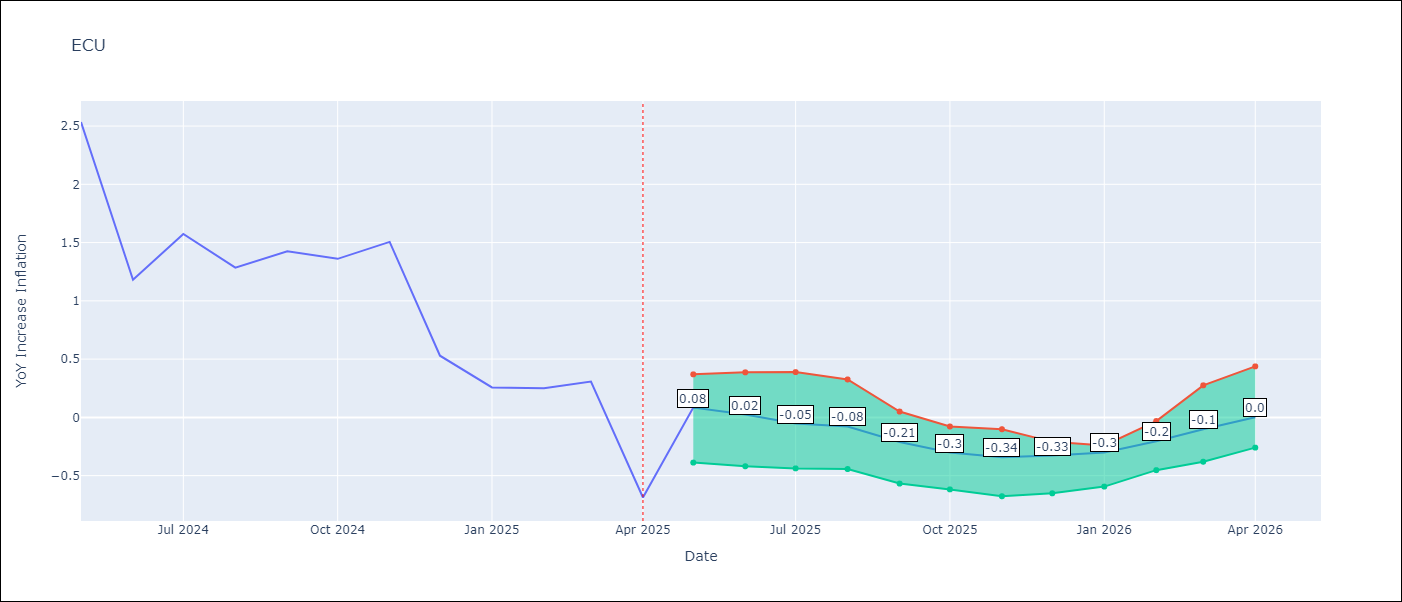 ECU
YoY Increase Inflation
2.5
2
1.5
1
0.5
0
−0.5
0.08
0.02
-0.05
-0.08
-0.21
-0.3
-0.34
-0.33
-0.3
-0.2
-0.1
0.0
Jul 2024
Oct 2024
Jan 2025
Apr 2025
Jul 2025
Oct 2025
Jan 2026
Apr 2026
Date